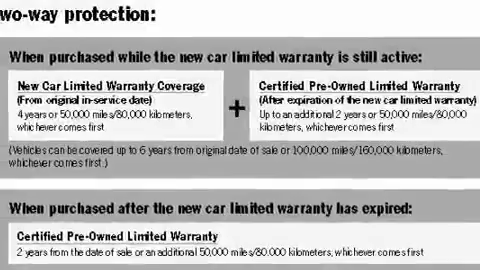 wo-way protection:
When purchased while the new car limited warranty is still active:
New Car Limited Warranty Coverage
(From original in-service date)
4 years or 50,000 miles/80,000 kilometers,
whichever comes first
+
Certified Pre-Owned Limited Warranty
(After expiration of the new car limited warranty)
Up to an additional 2 years or 50,000 miles/80,000
kilometers, whichever comes first
(Vehicles can be covered up to 6 years from original date of sale or 100,000 miles/160,000 kilometers,
whichever comes first.)
When purchased after the new car limited warranty has expired:
Certified Pre-Owned Limited Warranty
2 years from the date of sale or an additional 50,000 miles/80,000 kilometers, whichever comes first